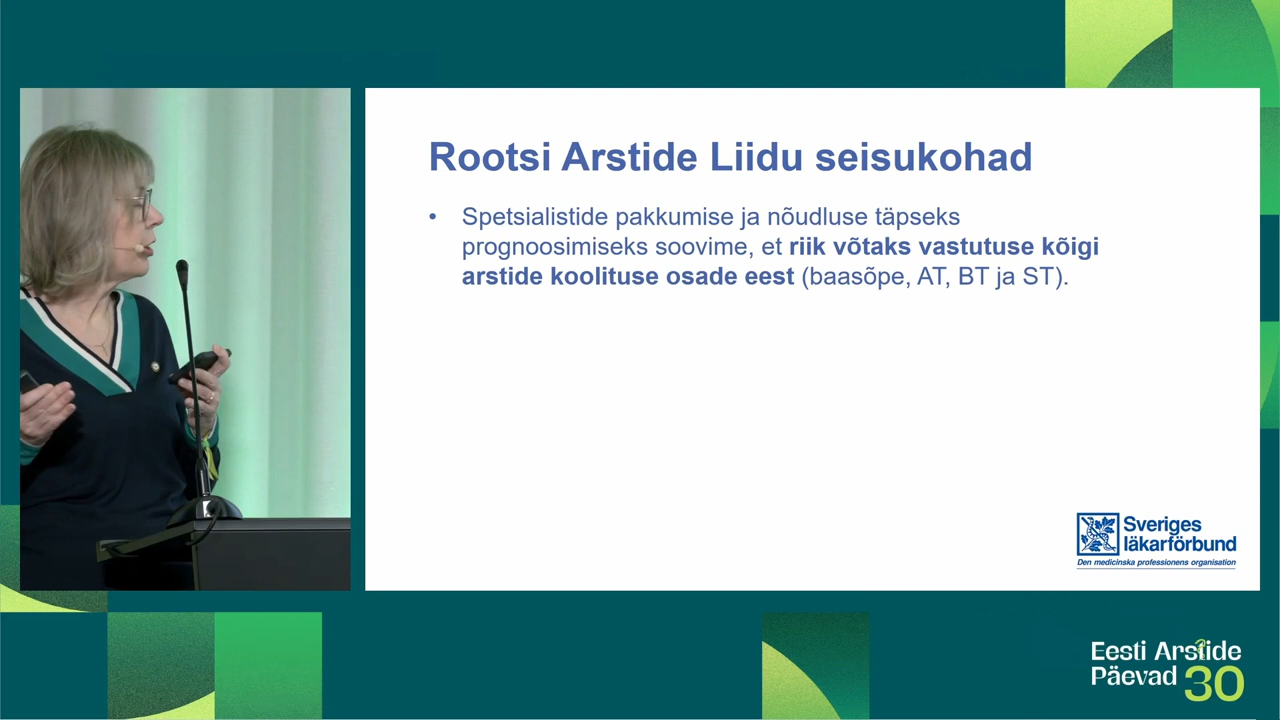 Rootsi Arstide Liidu seisukohad
• Spetsialistide pakkumise ja nõudluse täpseks
prognoosimiseks soovime, et riik võtaks vastutuse kõigi
arstide koolituse osade eest (baasõpe, AT, BT ja ST).
Sveriges
läkarförbund
Den medicinska professionens organisation
Eesti Arstide
Päevad 30